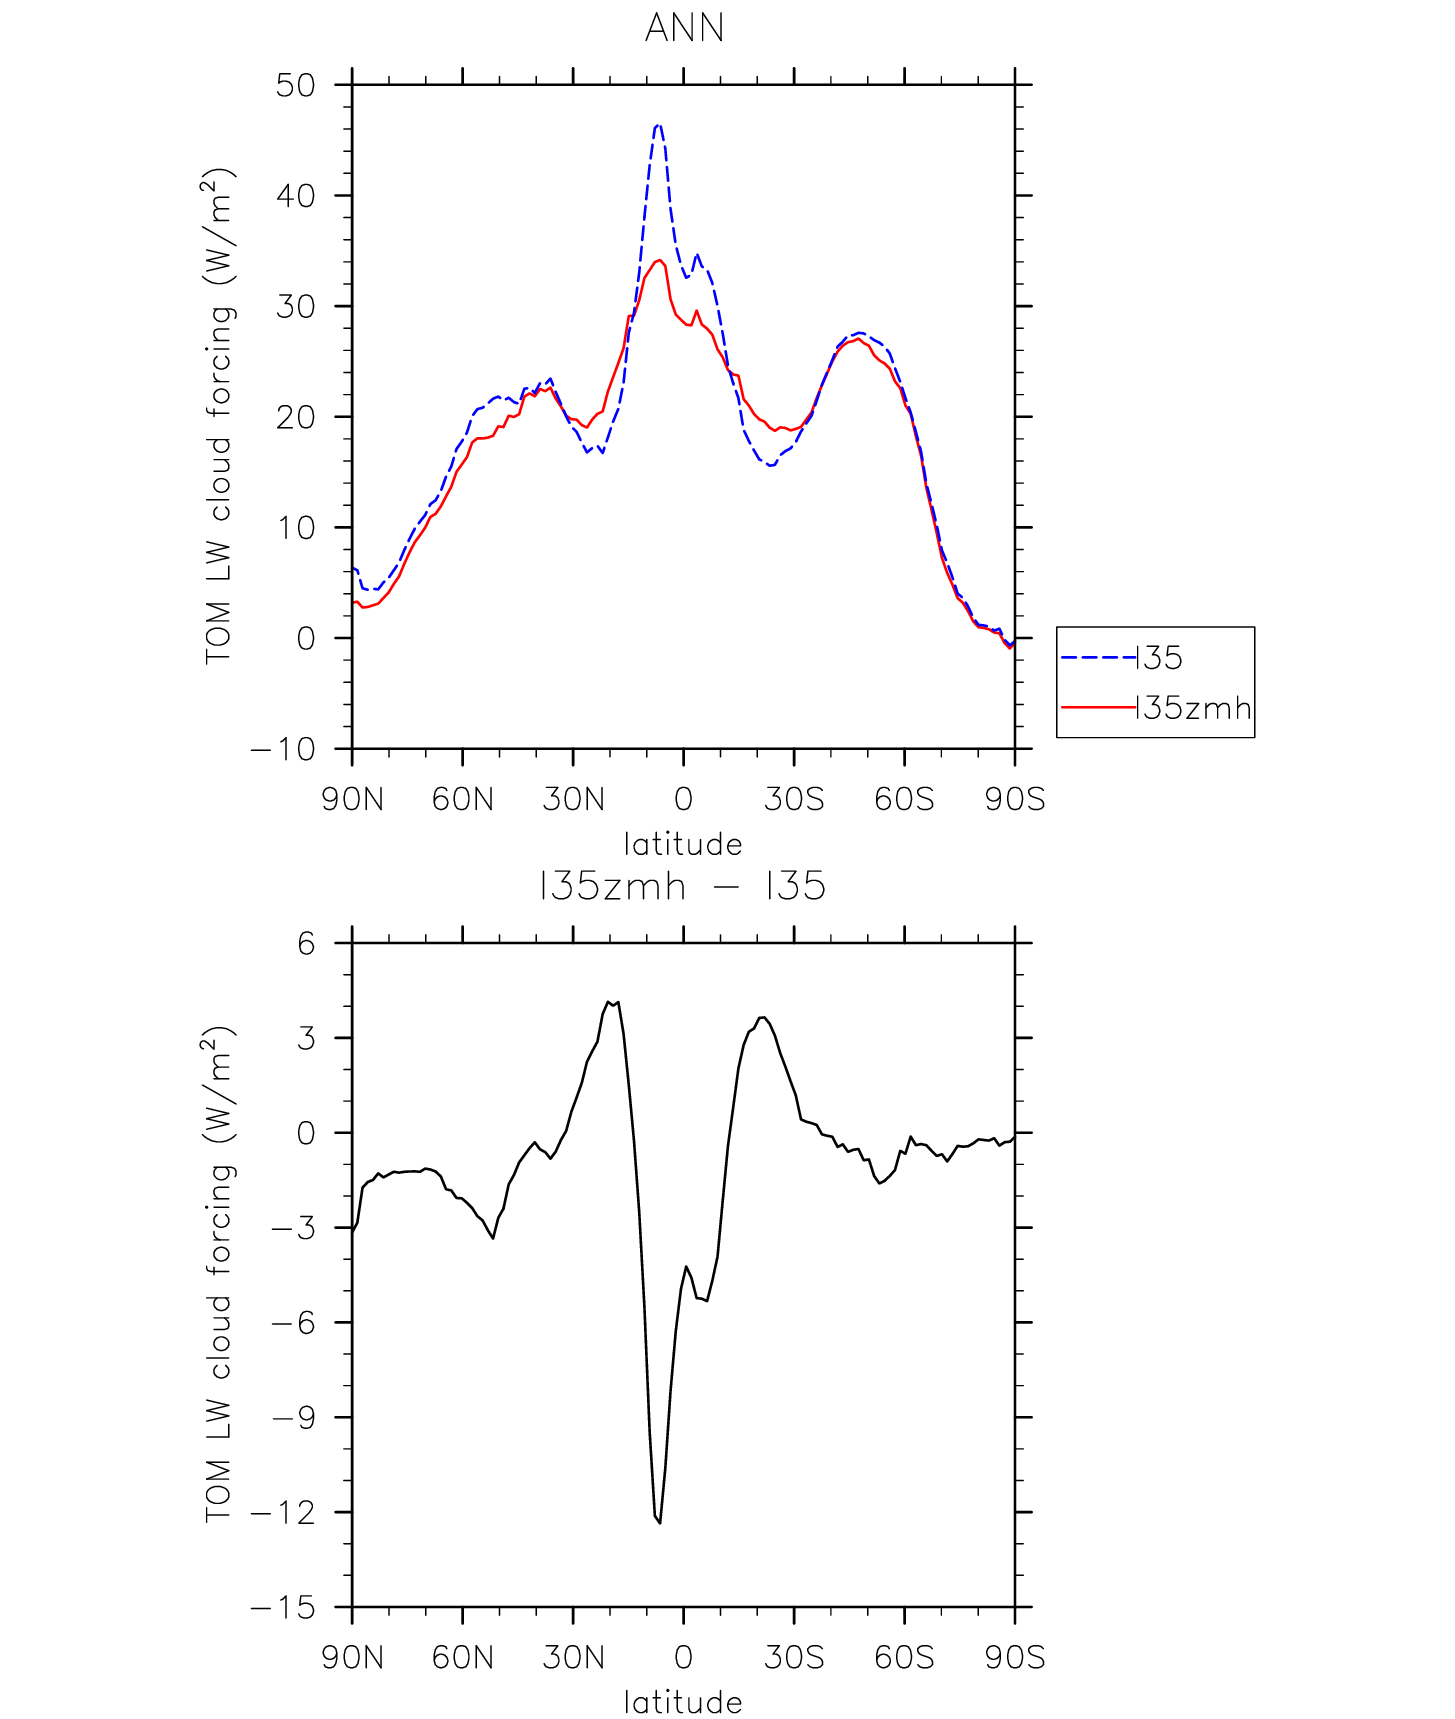 ANN
TOM LW cloud forcing (W/m²)
50
40
30
20
10
0
−10
90N 60N 30N 0 30S 60S 90S
latitude
I35
I35zmh
I35zmh − I35
TOM LW cloud forcing (W/m²)
6
3
0
−3
−6
−9
−12
−15
90N 60N 30N 0 30S 60S 90S
latitude